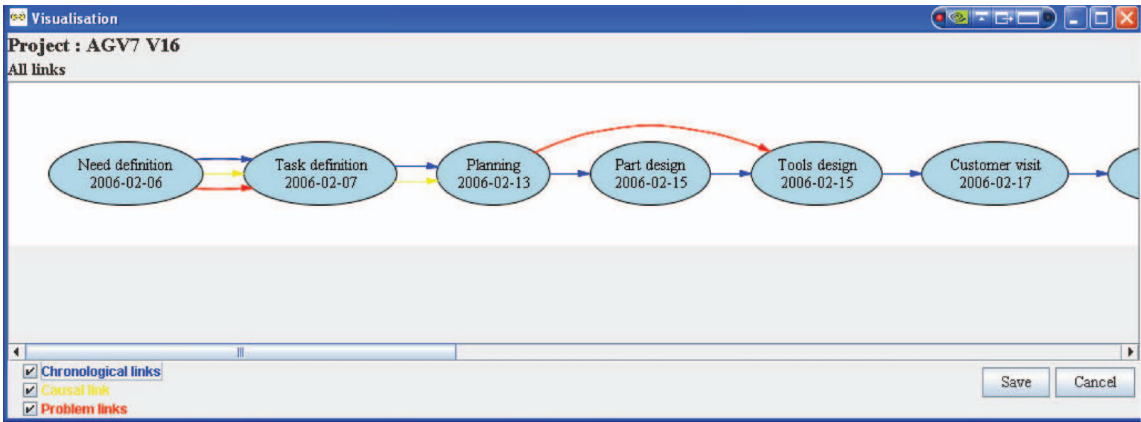 Visualisation
Project : AGV7 V16
All links
Need definition
2006-02-06
Task definition
2006-02-07
Planning
2006-02-13
Part design
2006-02-15
Tools design
2006-02-15
Customer visit
2006-02-17
Chronological links
Causal link
Problem links
Save
Cancel